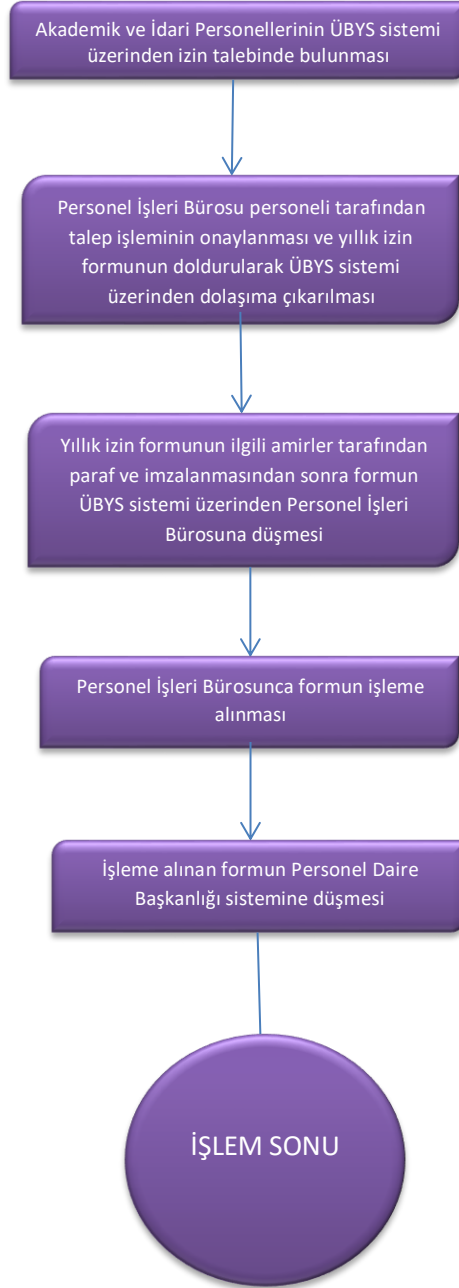 Akademik ve İdari Personellerinin ÜBYS sistemi
üzerinden izin talebinde bulunması
Personel İşleri Bürosu personeli tarafından
talep işleminin onaylanması ve yıllık izin
formunun doldurularak ÜBYS sistemi
üzerinden dolaşıma çıkarılması
Yıllık izin formunun ilgili amirler tarafından
paraf ve imzalanmasından sonra formun
ÜBYS sistemi üzerinden Personel İşleri
Bürosuna düşmesi
Personel İşleri Bürosunca formun işleme
alınması
İşleme alınan formun Personel Daire
Başkanlığı sistemine düşmesi
İŞLEM SONU